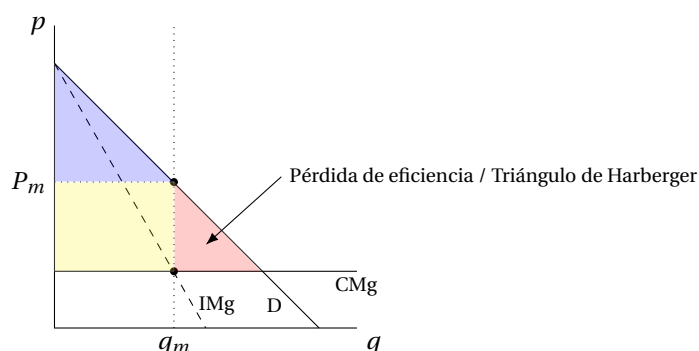 p
P_m
Pérdida de eficiencia / Triángulo de Harberger
CMg
IMg
D
q_m
q